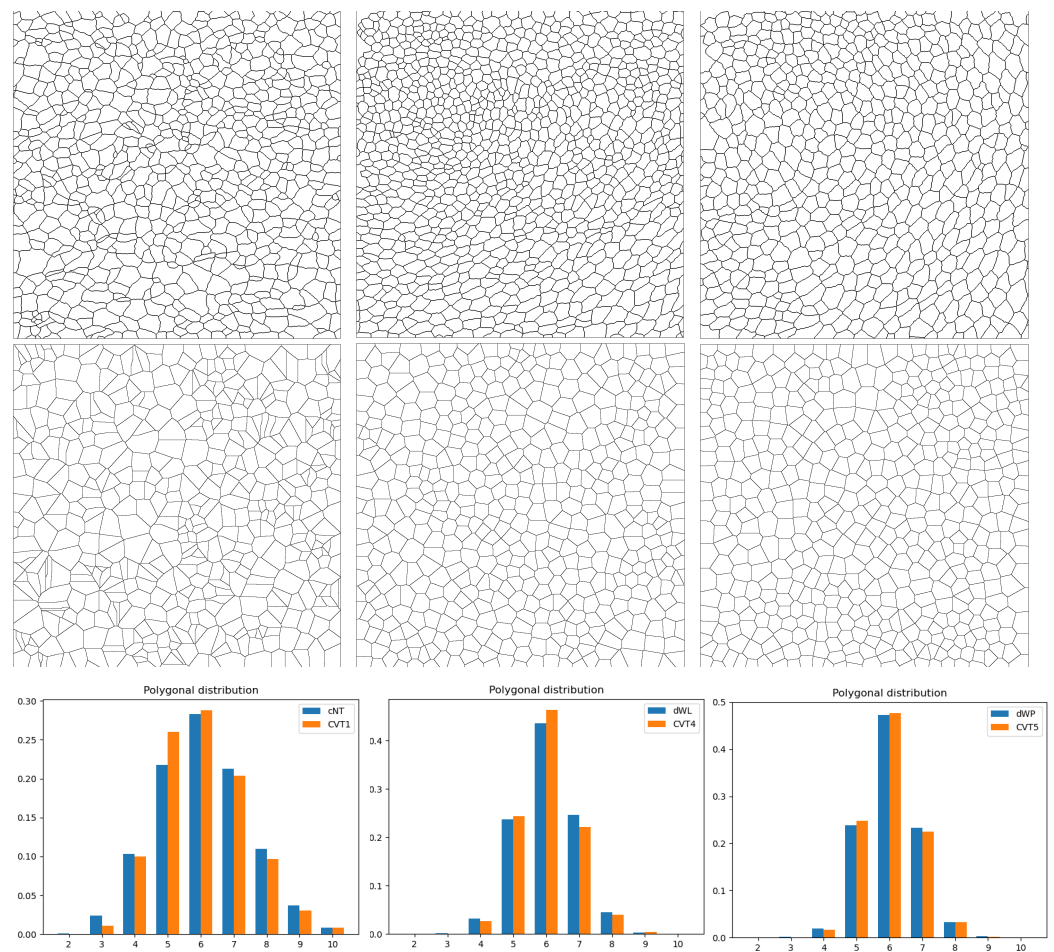 Polygonal distribution
cNT
CVT1
0.30
0.25
0.20
0.15
0.10
0.05
0.00
2 3 4 5 6 7 8 9 10
Polygonal distribution
dWL
CVT4
0.4
0.3
0.2
0.1
0.0
2 3 4 5 6 7 8 9 10
Polygonal distribution
dWP
CVT5
0.5
0.4
0.3
0.2
0.1
0.0
2 3 4 5 6 7 8 9 10